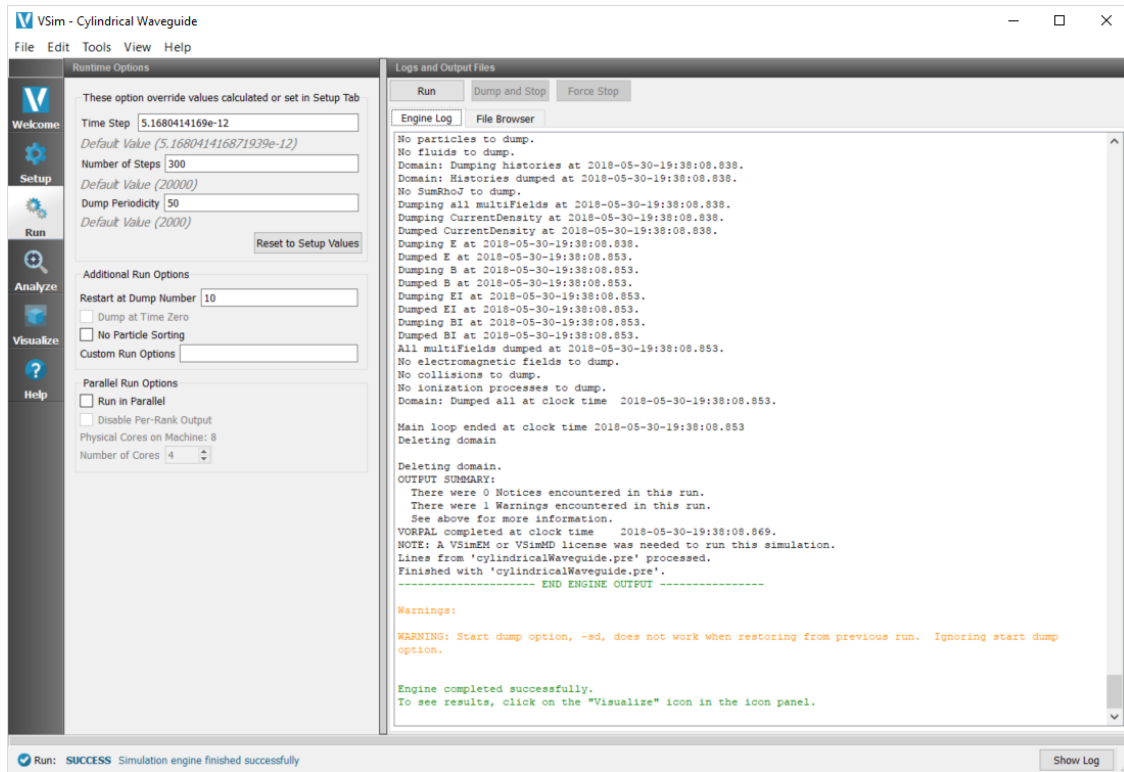 VSim - Cylindrical Waveguide
File Edit Tools View Help
Welcome
Setup
Run
Analyze
Visualize
Help
Runtime Options
These option override values calculated or set in Setup Tab
Time Step 5.1680414169e-12
Default Value (5.168041416871939e-12)
Number of Steps 300
Default Value (20000)
Dump Periodicity 50
Default Value (2000)
Reset to Setup Values
Additional Run Options
Restart at Dump Number 10
Dump at Time Zero
No Particle Sorting
Custom Run Options
Parallel Run Options
Run in Parallel
Disable Per-Rank Output
Physical Cores on Machine: 8
Number of Cores 4
Logs and Output Files
Run Dump and Stop Force Stop
Engine Log File Browser
No particles to dump.
No fluids to dump.
Domain: Dumping histories at 2018-05-30-19:38:08.838.
Domain: Histories dumped at 2018-05-30-19:38:08.838.
No SumRhoJ to dump.
Dumping all multiFields at 2018-05-30-19:38:08.838.
Dumping CurrentDensity at 2018-05-30-19:38:08.838.
Dumped CurrentDensity at 2018-05-30-19:38:08.838.
Dumping E at 2018-05-30-19:38:08.838.
Dumped E at 2018-05-30-19:38:08.853.
Dumping B at 2018-05-30-19:38:08.853.
Dumped B at 2018-05-30-19:38:08.853.
Dumping EI at 2018-05-30-19:38:08.853.
Dumped EI at 2018-05-30-19:38:08.853.
Dumping BI at 2018-05-30-19:38:08.853.
Dumped BI at 2018-05-30-19:38:08.853.
All multiFields dumped at 2018-05-30-19:38:08.853.
No electromagnetic fields to dump.
No collisions to dump.
No ionization processes to dump.
Domain: Dumped all at clock time 2018-05-30-19:38:08.853.
Main loop ended at clock time 2018-05-30-19:38:08.853
Deleting domain
Deleting domain.
OUTPUT SUMMARY:
There were 0 Notices encountered in this run.
There were 1 Warnings encountered in this run.
See above for more information.
VORPAL completed at clock time 2018-05-30-19:38:08.869.
NOTE: A VSimEM or VSimMD license was needed to run this simulation.
Lines from 'cylindricalWaveguide.pre' processed.
Finished with 'cylindricalWaveguide.pre'.
--------------------- END ENGINE OUTPUT ----------------
Warnings:
WARNING: Start dump option, -sd, does not work when restoring from previous run. Ignoring start dump
option.
Engine completed successfully.
To see results, click on the "Visualize" icon in the icon panel.
Run: SUCCESS Simulation engine finished successfully
Show Log